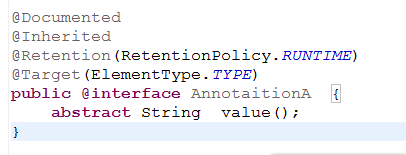 @Documented
@Inherited
@Retention(RetentionPolicy.RUNTIME)
@Target(ElementType.TYPE)
public @interface AnnotaitionA  {
    abstract String  value();
}